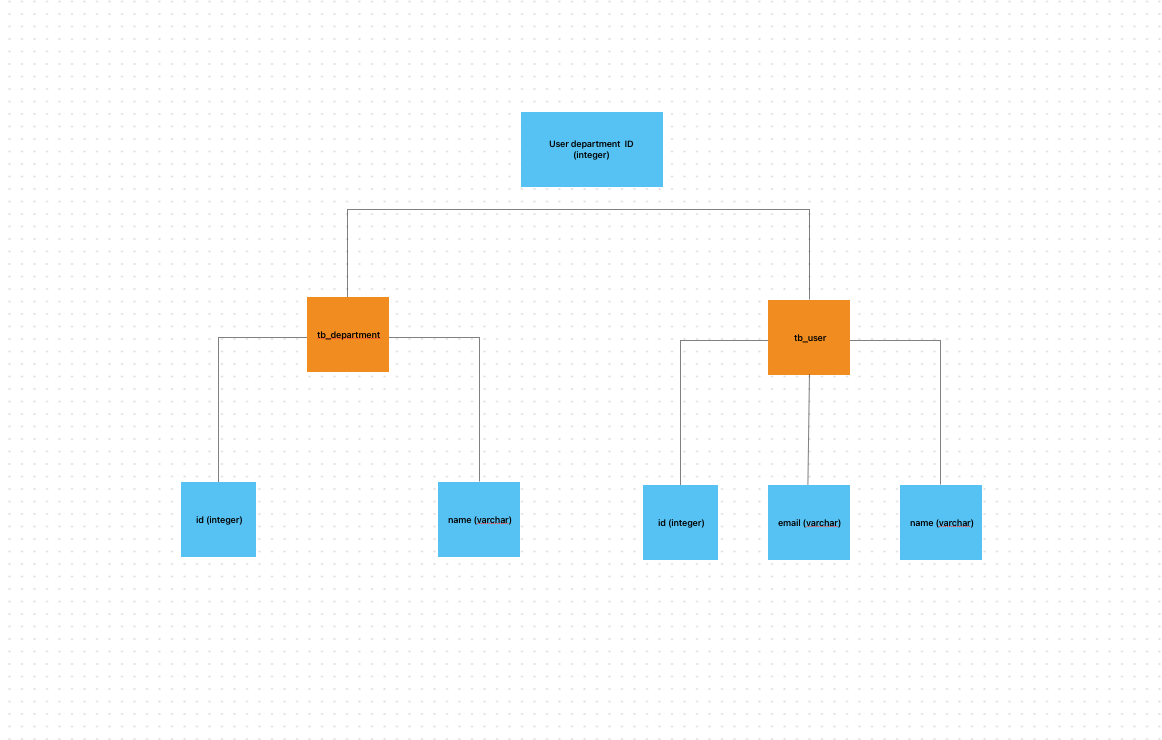 User department ID
(integer)
tb_department
tb_user
id (integer)
name (varchar)
id (integer)
email (varchar)
name (varchar)